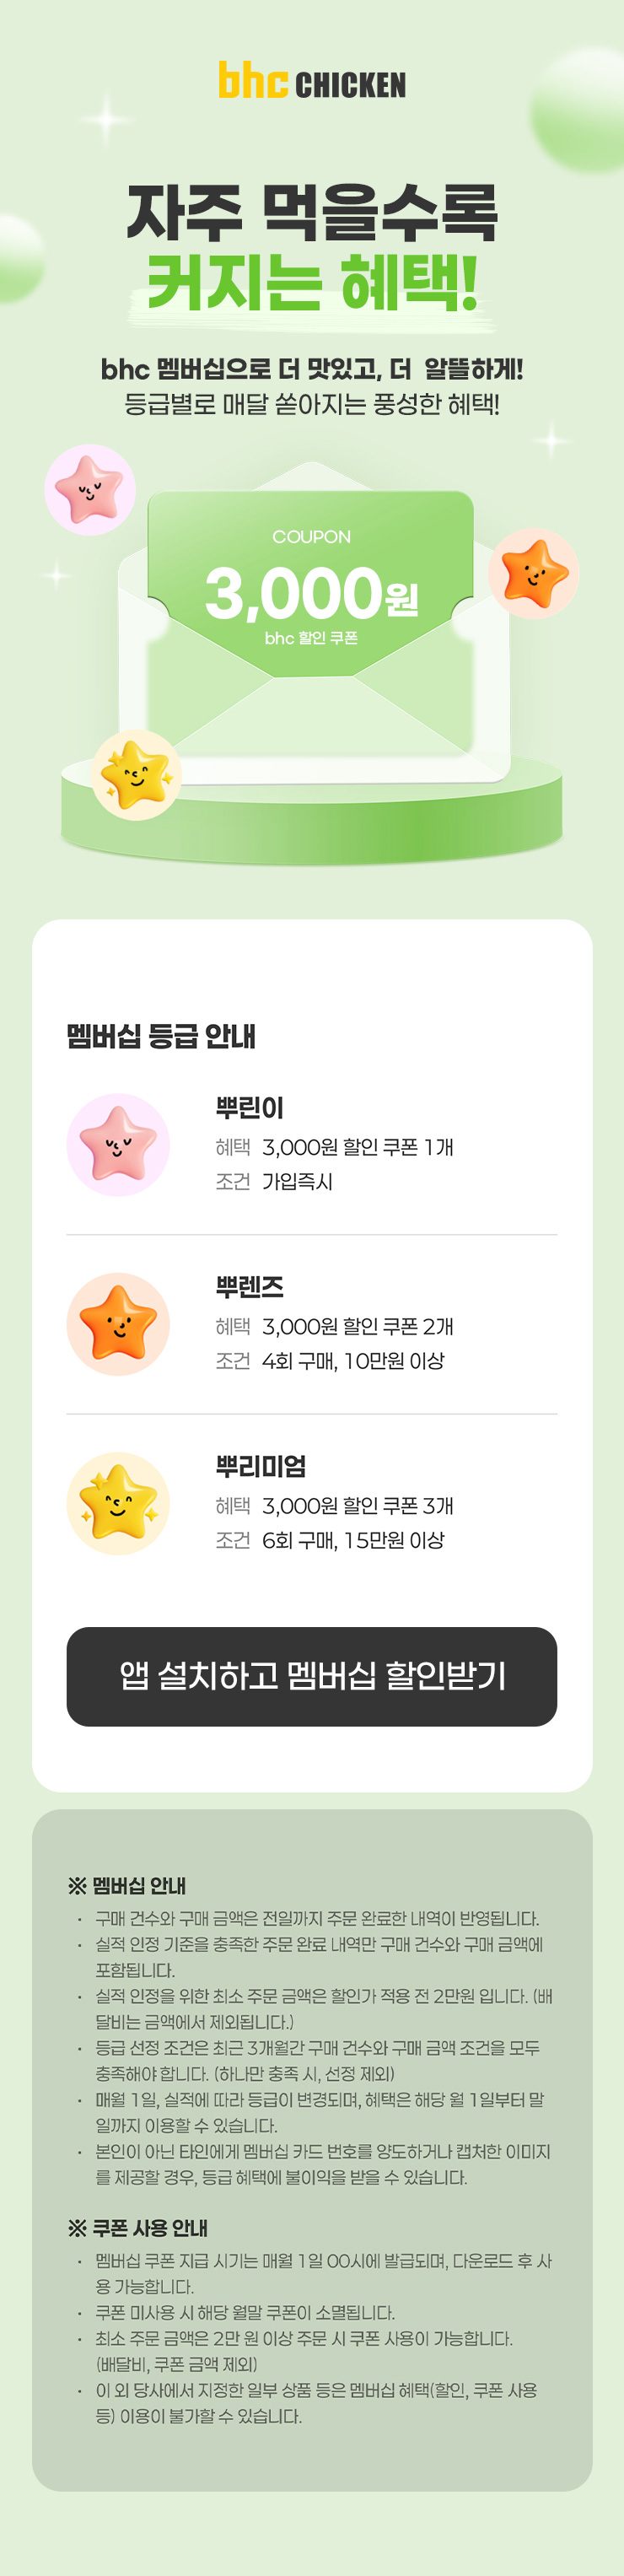 bhc CHICKEN
자주 먹을수록
커지는 혜택!
bhc 멤버십으로 더 맛있고, 더 알뜰하게!
등급별로 매달 쏟아지는 풍성한 혜택!
COUPON
3,000원
bhc 할인 쿠폰
멤버십 등급 안내
뿌린이
혜택 3,000원 할인 쿠폰 1개
조건 가입즉시
뿌렌즈
혜택 3,000원 할인 쿠폰 2개
조건 4회 구매, 10만원 이상
뿌리미엄
혜택 3,000원 할인 쿠폰 3개
조건 6회 구매, 15만원 이상
앱 설치하고 멤버십 할인받기
※ 멤버십 안내
· 구매 건수와 구매 금액은 전일까지 주문 완료한 내역이 반영됩니다.
· 실적 인정 기준을 충족한 주문 완료 내역만 구매 건수와 구매 금액에
포함됩니다.
· 실적 인정을 위한 최소 주문 금액은 할인가 적용 전 2만원 입니다. (배
달비는 금액에서 제외됩니다.)
· 등급 선정 조건은 최근 3개월간 구매 건수와 구매 금액 조건을 모두
충족해야 합니다. (하나만 충족 시, 선정 제외)
· 매월 1일, 실적에 따라 등급이 변경되며, 혜택은 해당 월 1일부터 말
일까지 이용할 수 있습니다.
· 본인이 아닌 타인에게 멤버십 카드 번호를 양도하거나 캡처한 이미지
를 제공할 경우, 등급 혜택에 불이익을 받을 수 있습니다.
※ 쿠폰 사용 안내
· 멤버십 쿠폰 지급 시기는 매월 1일 00시에 발급되며, 다운로드 후 사
용 가능합니다.
· 쿠폰 미사용 시 해당 월말 쿠폰이 소멸됩니다.
· 최소 주문 금액은 2만 원 이상 주문 시 쿠폰 사용이 가능합니다.
(배달비, 쿠폰 금액 제외)
· 이 외 당사에서 지정한 일부 상품 등은 멤버십 혜택(할인, 쿠폰 사용
등) 이용이 불가할 수 있습니다.